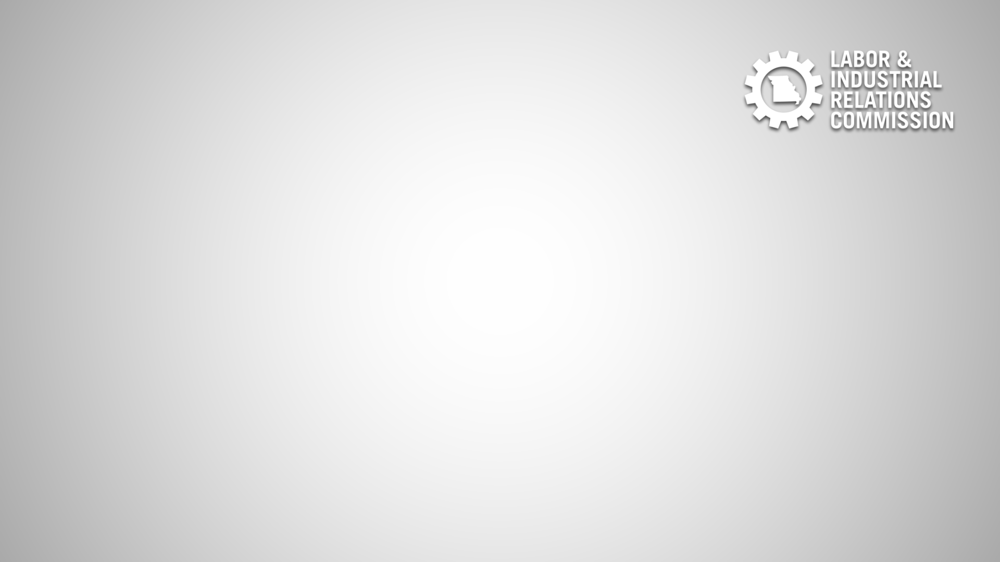 LABOR &
INDUSTRIAL
RELATIONS
COMMISSION